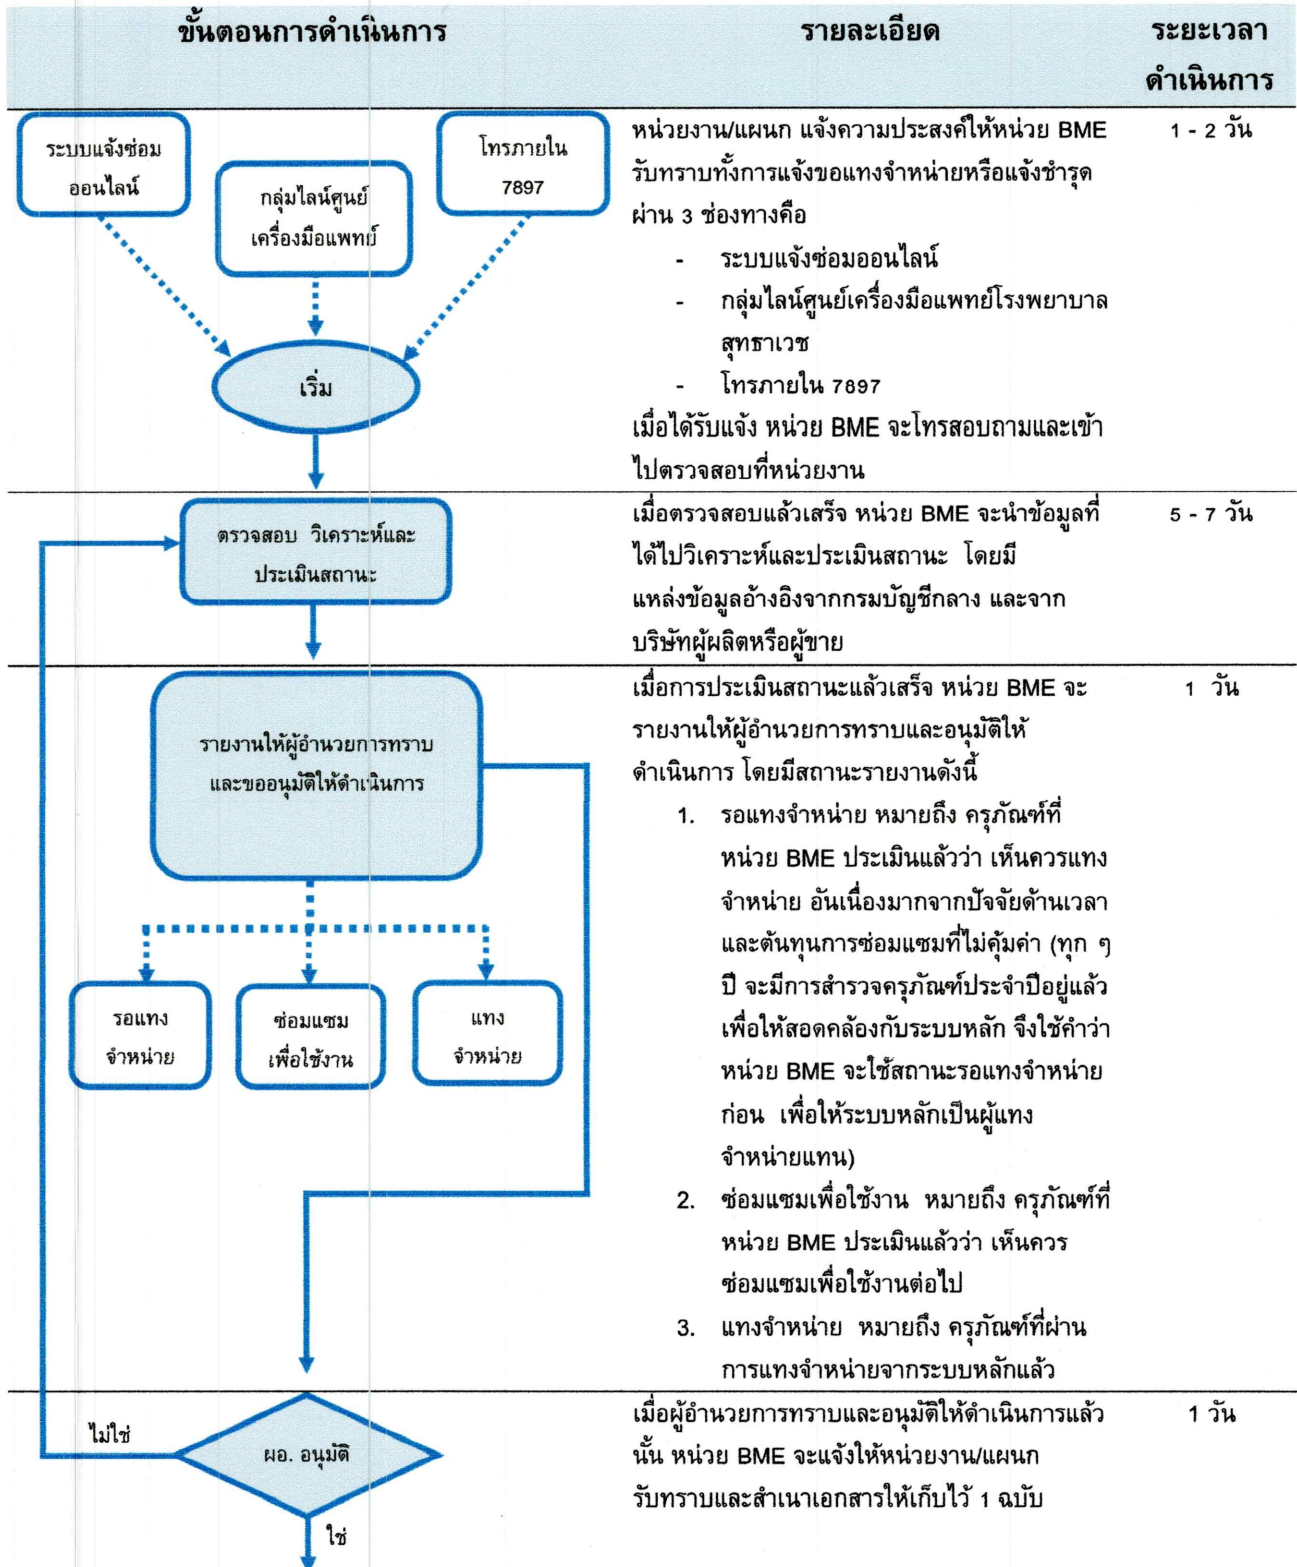 ขั้นตอนการดำเนินการ
รายละเอียด
ระยะเวลา
ดำเนินการ
ระบบแจ้งซ่อม
ออนไลน์
กลุ่มไลน์ศูนย์
เครื่องมือแพทย์
โทรภายใน
7897
เริ่ม
หน่วยงาน/แผนก แจ้งความประสงค์ให้หน่วย BME
รับทราบทั้งการแจ้งขอแทงจำหน่ายหรือแจ้งชำรุด
ผ่าน 3 ช่องทางคือ
- ระบบแจ้งซ่อมออนไลน์
- กลุ่มไลน์ศูนย์เครื่องมือแพทย์โรงพยาบาล
สุทธาเวช
- โทรภายใน 7897
เมื่อได้รับแจ้ง หน่วย BME จะโทรสอบถามและเข้า
ไปตรวจสอบที่หน่วยงาน
1 - 2 วัน
ตรวจสอบ วิเคราะห์และ
ประเมินสถานะ
เมื่อตรวจสอบแล้วเสร็จ หน่วย BME จะนำข้อมูลที่
ได้ไปวิเคราะห์และประเมินสถานะ โดยมี
แหล่งข้อมูลอ้างอิงจากกรมบัญชีกลาง และจาก
บริษัทผู้ผลิตหรือผู้ขาย
5 - 7 วัน
รายงานให้ผู้อำนวยการทราบ
และขออนุมัติให้ดำเนินการ
รอแทง
จำหน่าย
ซ่อมแซม
เพื่อใช้งาน
แทง
จำหน่าย
เมื่อการประเมินสถานะแล้วเสร็จ หน่วย BME จะ
รายงานให้ผู้อำนวยการทราบและอนุมัติให้
ดำเนินการ โดยมีสถานะรายงานดังนี้
1. รอแทงจำหน่าย หมายถึง ครุภัณฑ์ที่
หน่วย BME ประเมินแล้วว่า เห็นควรแทง
จำหน่าย อันเนื่องมากจากปัจจัยด้านเวลา
และต้นทุนการซ่อมแซมที่ไม่คุ้มค่า (ทุก ๆ
ปี จะมีการสำรวจครุภัณฑ์ประจำปีอยู่แล้ว
เพื่อให้สอดคล้องกับระบบหลัก จึงใช้คำว่า
หน่วย BME จะใช้สถานะรอแทงจำหน่าย
ก่อน เพื่อให้ระบบหลักเป็นผู้แทง
จำหน่ายแทน)
2. ซ่อมแซมเพื่อใช้งาน หมายถึง ครุภัณฑ์ที่
หน่วย BME ประเมินแล้วว่า เห็นควร
ซ่อมแซมเพื่อใช้งานต่อไป
3. แทงจำหน่าย หมายถึง ครุภัณฑ์ที่ผ่าน
การแทงจำหน่ายจากระบบหลักแล้ว
1 วัน
ไม่ใช่
ผอ. อนุมัติ
ใช่
เมื่อผู้อำนวยการทราบและอนุมัติให้ดำเนินการแล้ว
นั้น หน่วย BME จะแจ้งให้หน่วยงาน/แผนก
รับทราบและสำเนาเอกสารให้เก็บไว้ 1 ฉบับ
1 วัน